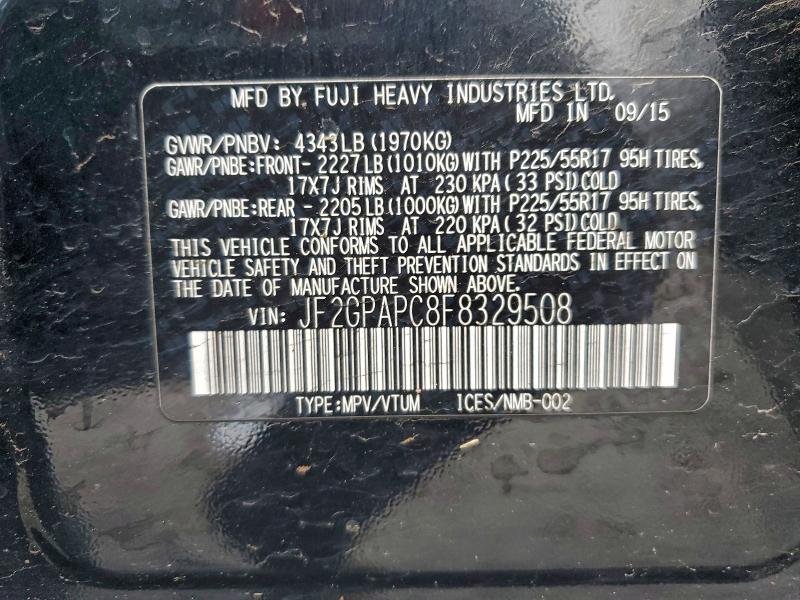 MFD BY FUJI HEAVY INDUSTRIES LTD.
MFD IN 09/15
GVWR/PNBV: 4343LB (1970KG)
GAWR/PNBE:FRONT- 2227LB (1010KG) WITH P225/55R17 95H TIRES,
17X7J RIMS AT 230 KPA ( 33 PSI) COLD
GAWR/PNBE:REAR - 2205LB (1000KG) WITH P225/55R17 95H TIRES,
17X7J RIMS AT 220 KPA ( 32 PSI) COLD
THIS VEHICLE CONFORMS TO ALL APPLICABLE FEDERAL MOTOR
VEHICLE SAFETY AND THEFT PREVENTION STANDARDS IN EFFECT ON
THE DATE OF MANUFACTURE SHOWN ABOVE.
VIN: JF2GPAPC8F8329508
TYPE:MPV/VTUM ICES/NMB-002